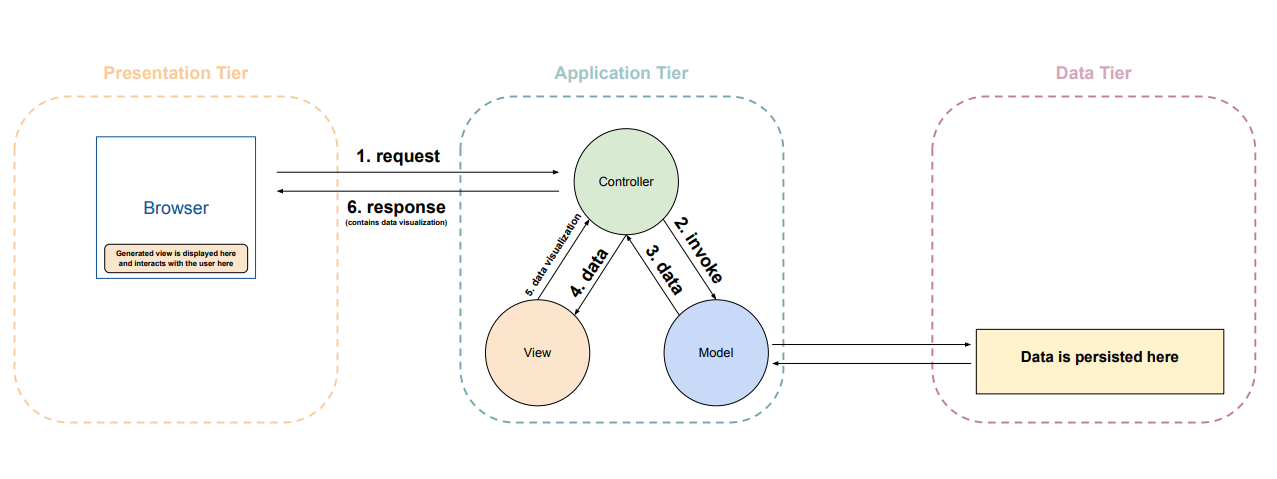 Presentation Tier
Application Tier
Data Tier
Browser
Generated view is displayed here
and interacts with the user here
1. request
6. response
(contains data visualization)
Controller
5. data visualization
4. data
3. data
2. invoke
View
Model
Data is persisted here